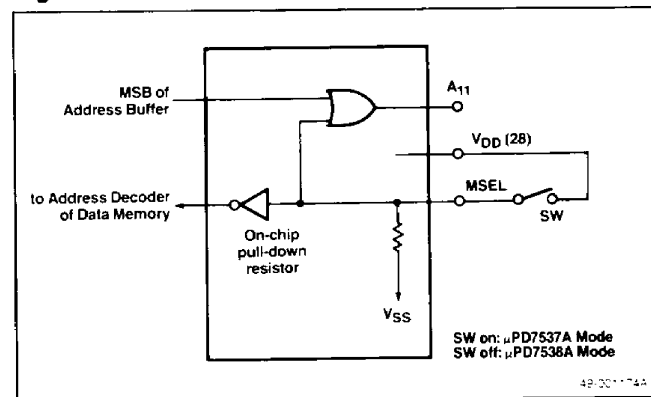 MSB of
Address Buffer
A11
VDD (28)
MSEL
to Address Decoder
of Data Memory
SW
On-chip
pull-down
resistor
VSS
SW on: µPD7537A Mode
SW off: µPD7538A Mode